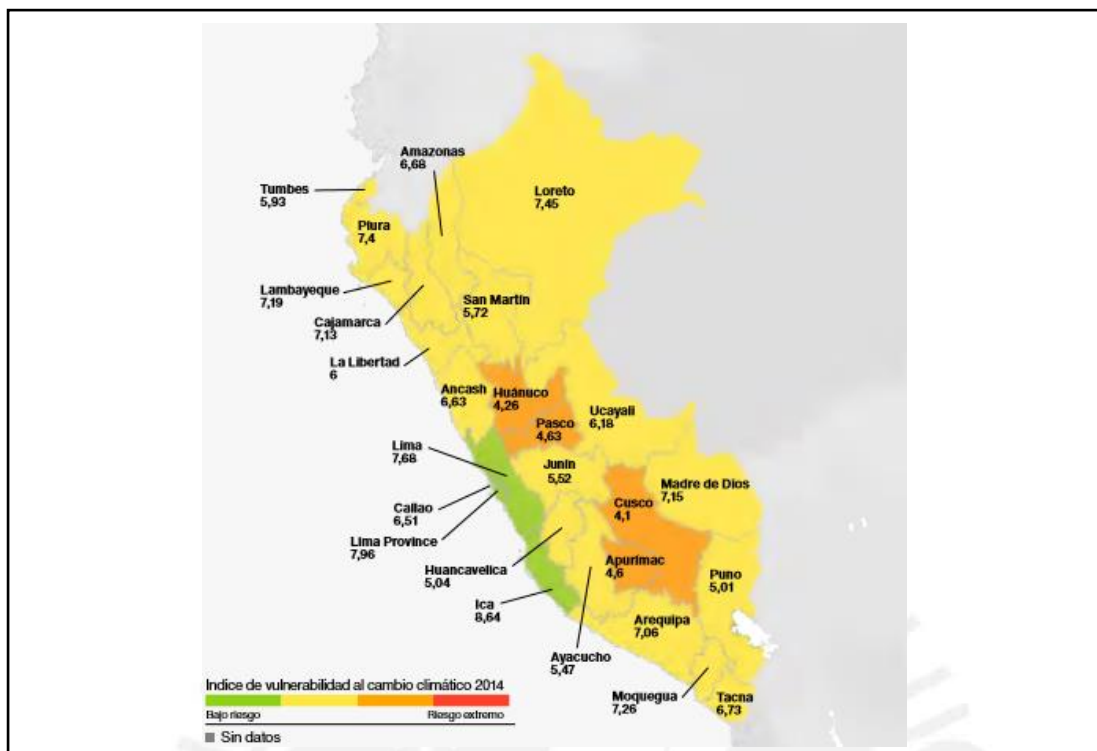 Amazonas
6,68
Tumbes
5,93
Loreto
7,45
Piura
7,4
Lambayeque
7,19
San Martín
5,72
Cajamarca
7,13
La Libertad
6
Ancash
6,63
Huánuco
4,26
Ucayali
6,18
Pasco
4,63
Lima
7,68
Junín
5,52
Madre de Dios
7,15
Callao
6,51
Cusco
4,1
Lima Province
7,96
Huancavelica
5,04
Apurímac
4,6
Puno
5,01
Ica
8,64
Arequipa
7,06
Ayacucho
5,47
Moquegua
7,26
Tacna
6,73
Indice de vulnerabilidad al cambio climático 2014
Bajo riesgo Riesgo extremo
Sin datos